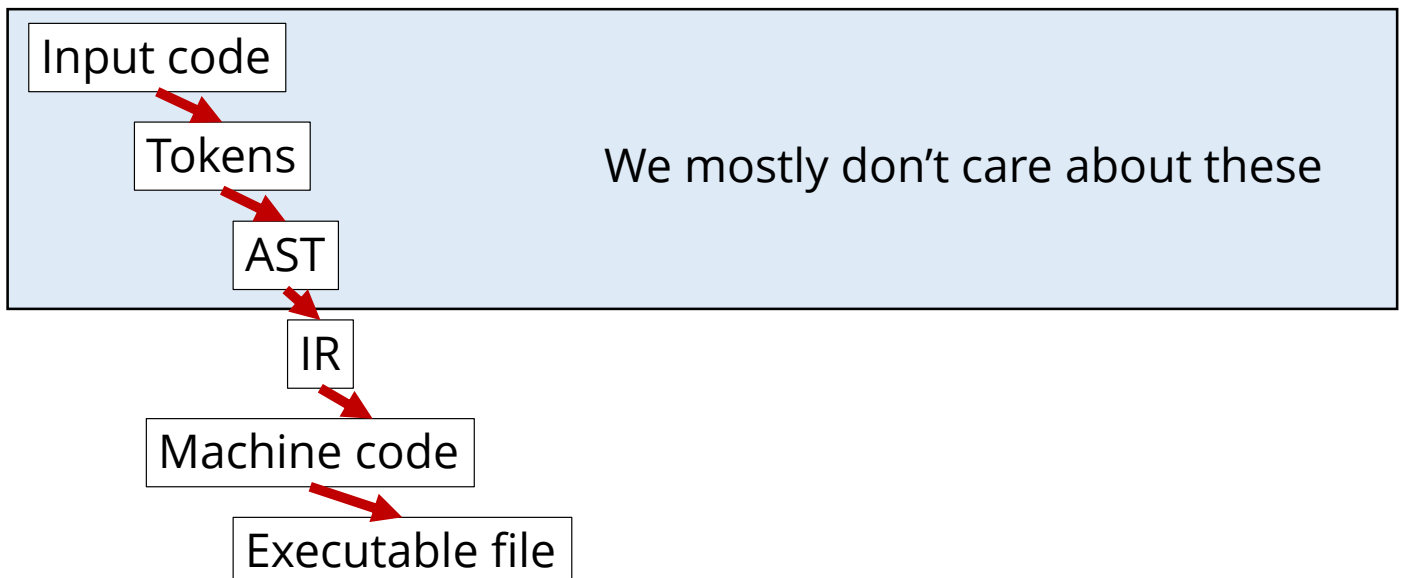 Input code
Tokens
We mostly don’t care about these
AST
IR
Machine code
Executable file